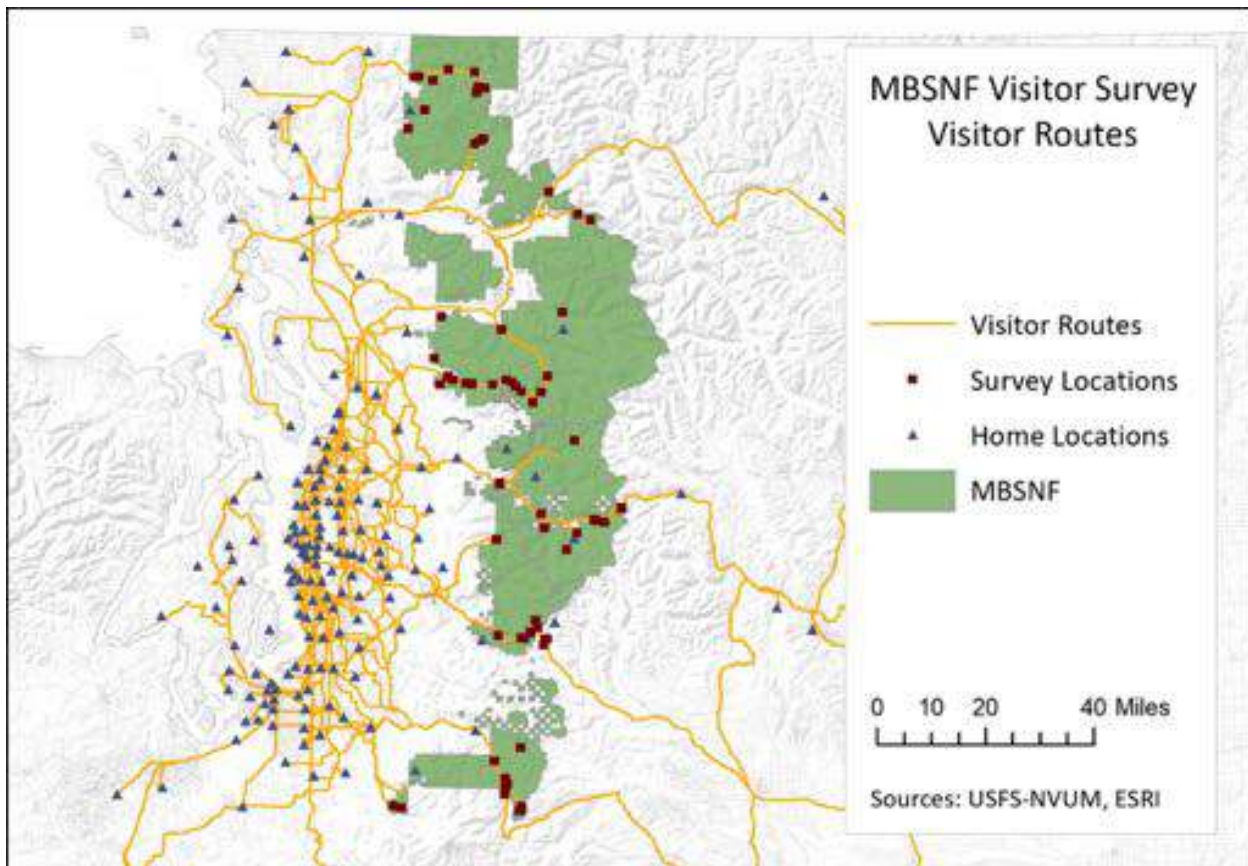 MBSNF Visitor Survey
Visitor Routes
Visitor Routes
Survey Locations
Home Locations
MBSNF
0 10 20 40 Miles
Sources: USFS-NVUM, ESRI